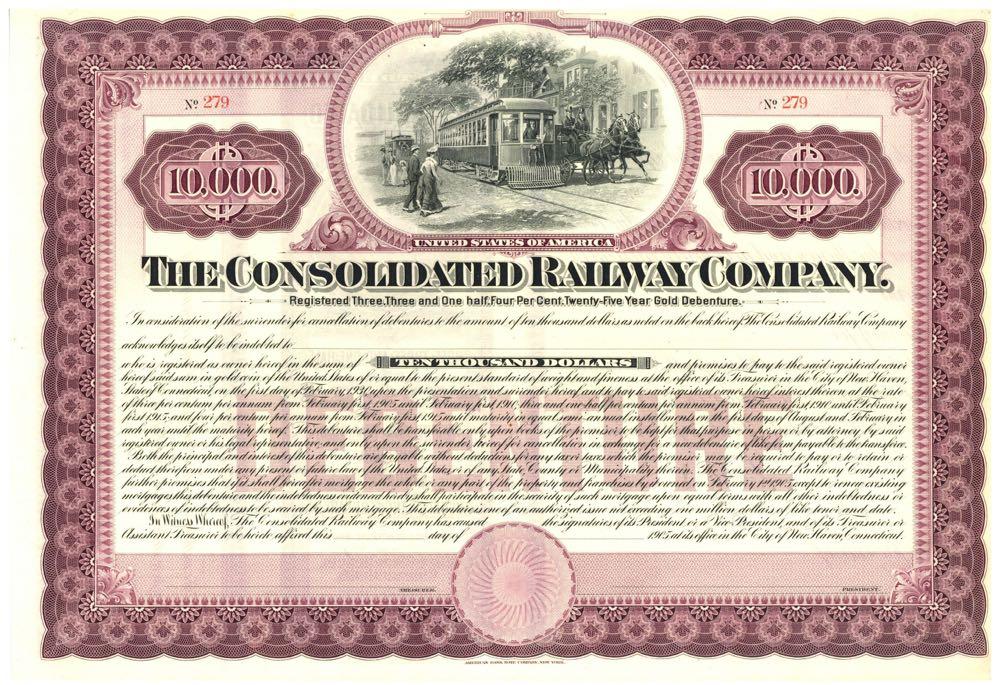 Nº 279
Nº 279
10,000.
10,000.
UNITED STATES OF AMERICA
THE CONSOLIDATED RAILWAY COMPANY.
Registered Three, Three and One half, Four Per Cent. Twenty-Five Year Gold Debenture.
In consideration of the surrender for cancellation of debentures to the amount of ten thousand dollars as noted on the back hereof The Consolidated Railway Company
acknowledges itself to be indebted to
who is registered as owner hereof in the sum of TEN THOUSAND DOLLARS and promises to pay to the said registered owner
hereof said sum in gold coin of the United States of or equal to the present standard of weight and fineness at the office of its Treasurer in the City of New Haven,
State of Connecticut, on the first day of February, 1930, upon the presentation and surrender hereof and to pay to said registered owner hereof interest thereon at the rate
of three per centum per annum from February first, 1905, until February first, 1910, and three and one half per centum per annum from February first, 1910, until February
first, 1915, and four per centum per annum from February first, 1915, until maturity, in semi-annual instalments, on the first days of August and February in
each year until the maturity hereof. This debenture shall be transferable only upon books of this Company kept for that purpose, in person or by attorney by said
registered owner or his legal representative and only upon the surrender hereof for cancellation in exchange for a new debenture of like form payable to the transferee.
Both the principal and interest of this debenture are payable without deduction for any tax or taxes which the promisor may be required to pay or to retain or
deduct therefrom under any present or future law of the United States or of any State, County or Municipality therein. The Consolidated Railway Company
further promises that if it shall hereafter mortgage the whole or any part of the property or franchises by it owned on February 1st, 1905, except to renew existing
mortgages this debenture and the indebtedness evidenced hereby shall participate in the security of such mortgage upon equal terms with all other indebtedness or
evidence of indebtedness to be secured by such mortgage. This debenture is one of an authorized issue not exceeding one million dollars of like tenor and date.
In Witness Whereof, The Consolidated Railway Company has caused the signatures of its President or a Vice President, and of its Treasurer or
Assistant Treasurer to be hereto affixed this day of 1905 at its office in the City of New Haven, Connecticut.
DEBENTURE
TREASURER.
PRESIDENT.
AMERICAN BANK NOTE COMPANY, NEW YORK.